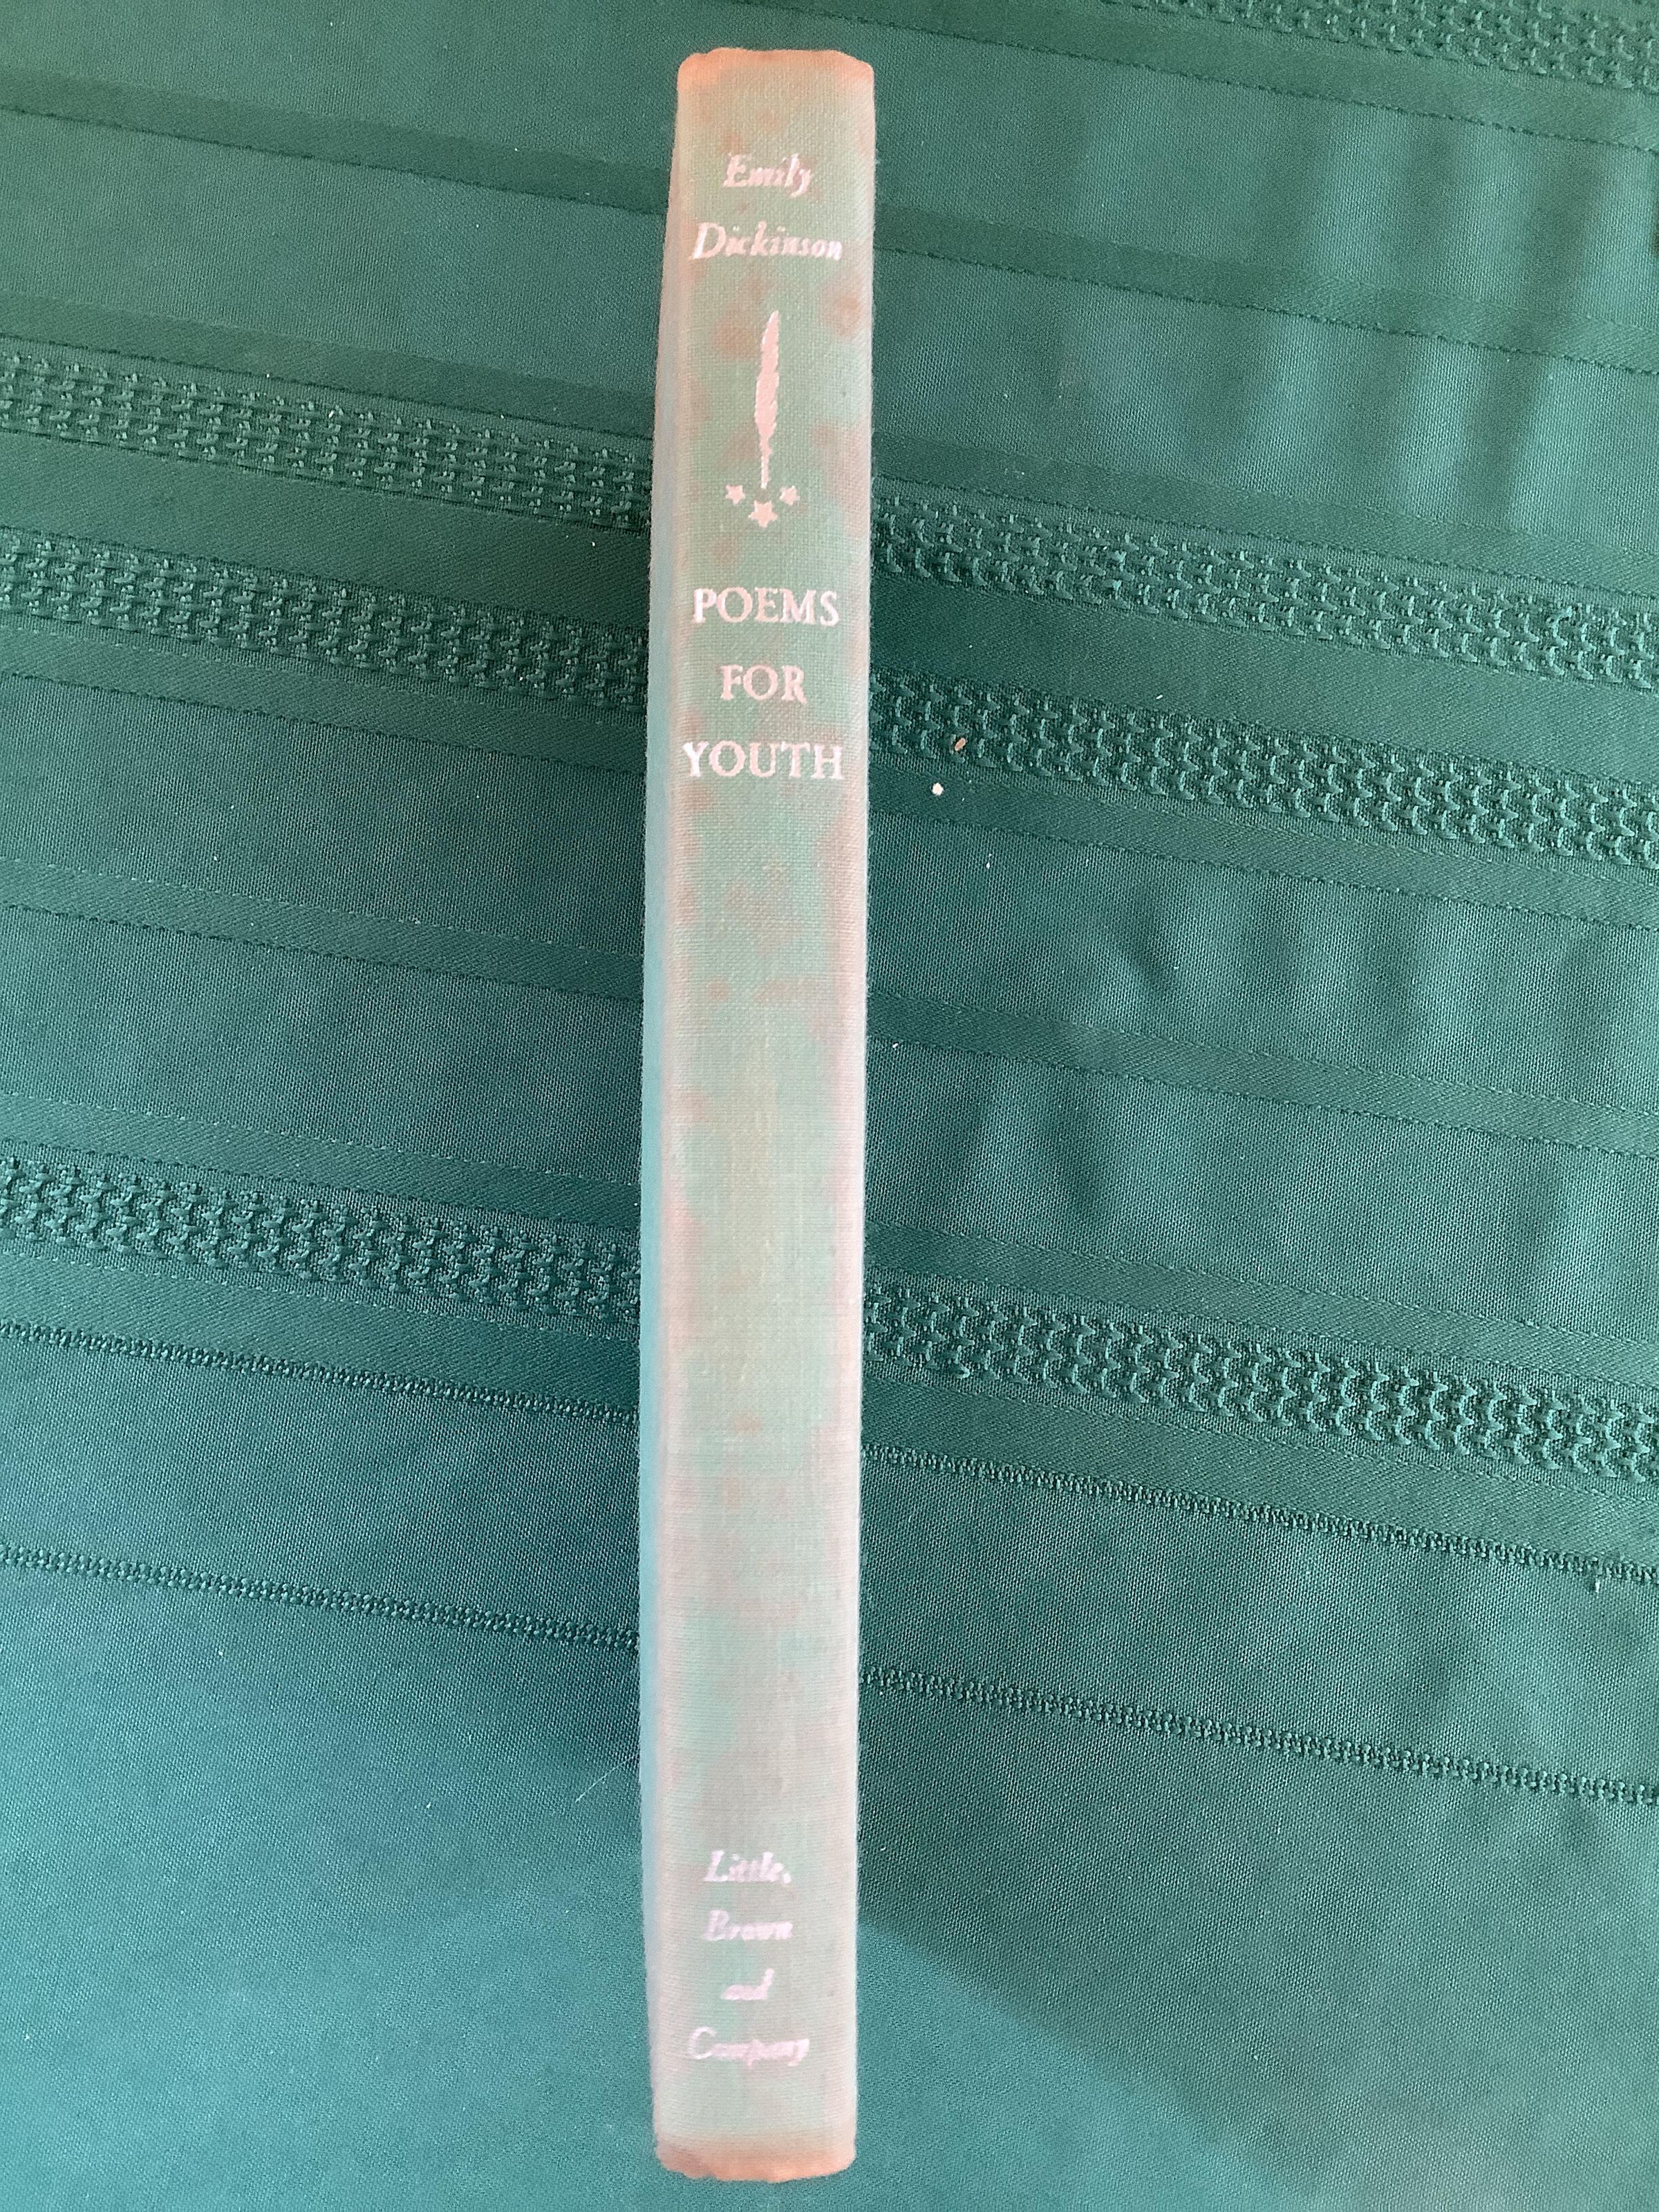 Emily
Dickinson
POEMS
FOR
YOUTH
Little,
Brown
and
Company